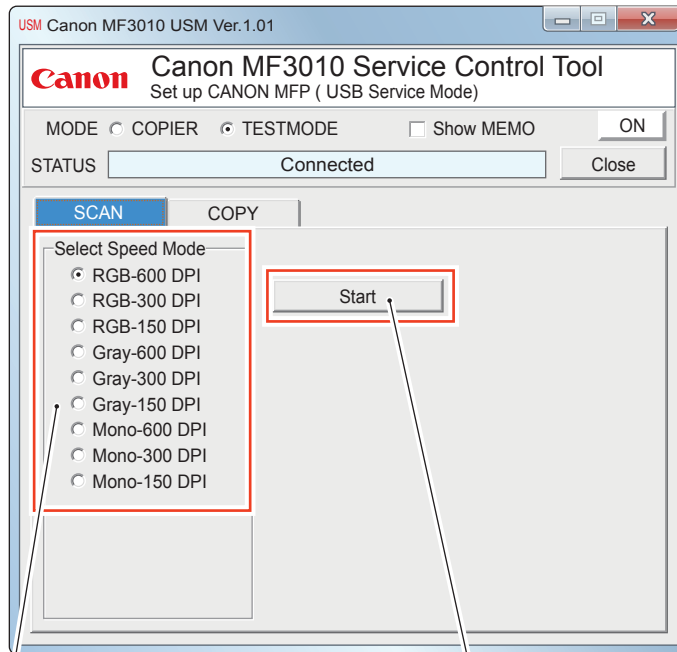 USM Canon MF3010 USM Ver.1.01
Canon Canon MF3010 Service Control Tool
Set up CANON MFP ( USB Service Mode)
MODE COPIER TESTMODE Show MEMO ON
STATUS Connected Close
SCAN COPY
Select Speed Mode
RGB-600 DPI
RGB-300 DPI
Start
RGB-150 DPI
Gray-600 DPI
Gray-300 DPI
Gray-150 DPI
Mono-600 DPI
Mono-300 DPI
Mono-150 DPI